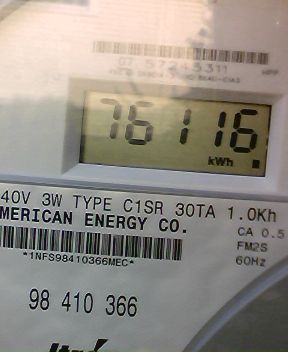 76116
kWh
40V 3W TYPE C1SR 30TA 1.0Kh
MERICAN ENERGY CO.
CA 0.5
FM2S
*1NFS98410366MEC*
60Hz
98 410 366